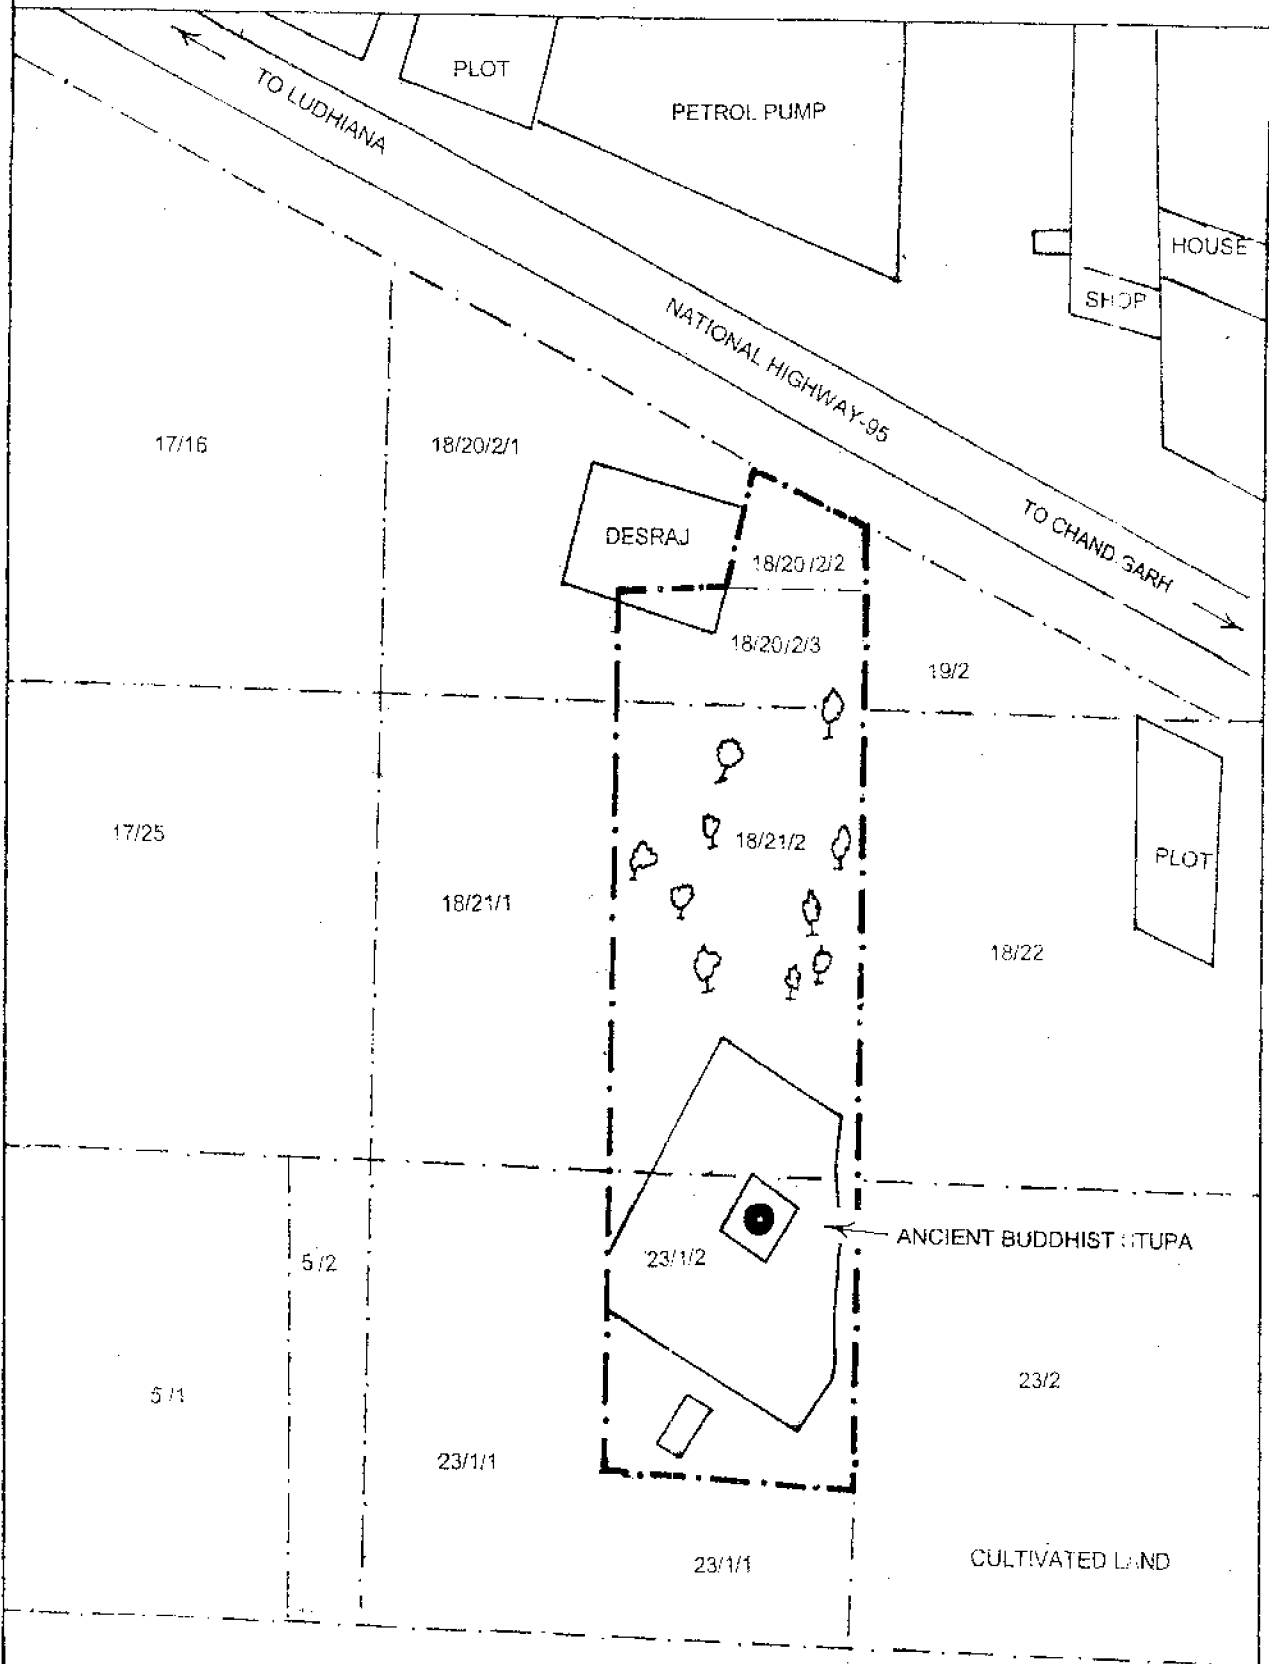 PLOT
TO LUDHIANA
PETROL PUMP
HOUSE
SHOP
NATIONAL HIGHWAY-95
17/16
18/20/2/1
TO CHANDIGARH
DESRAJ
18/20/2/2
18/20/2/3
19/2
17/25
18/21/2
PLOT
18/21/1
18/22
ANCIENT BUDDHIST STUPA
5/2
23/1/2
5/1
23/2
23/1/1
23/1/1
CULTIVATED LAND